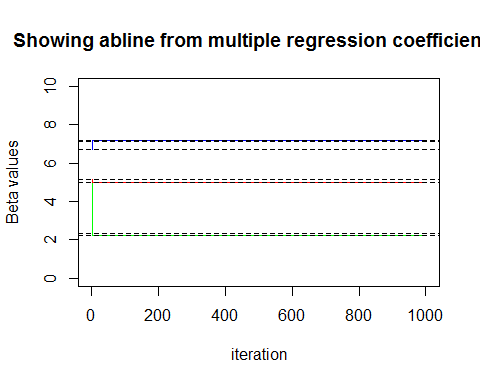 Showing abline from multiple regression coefficien
Beta values
10
8
6
4
2
0
0 200 400 600 800 1000
iteration